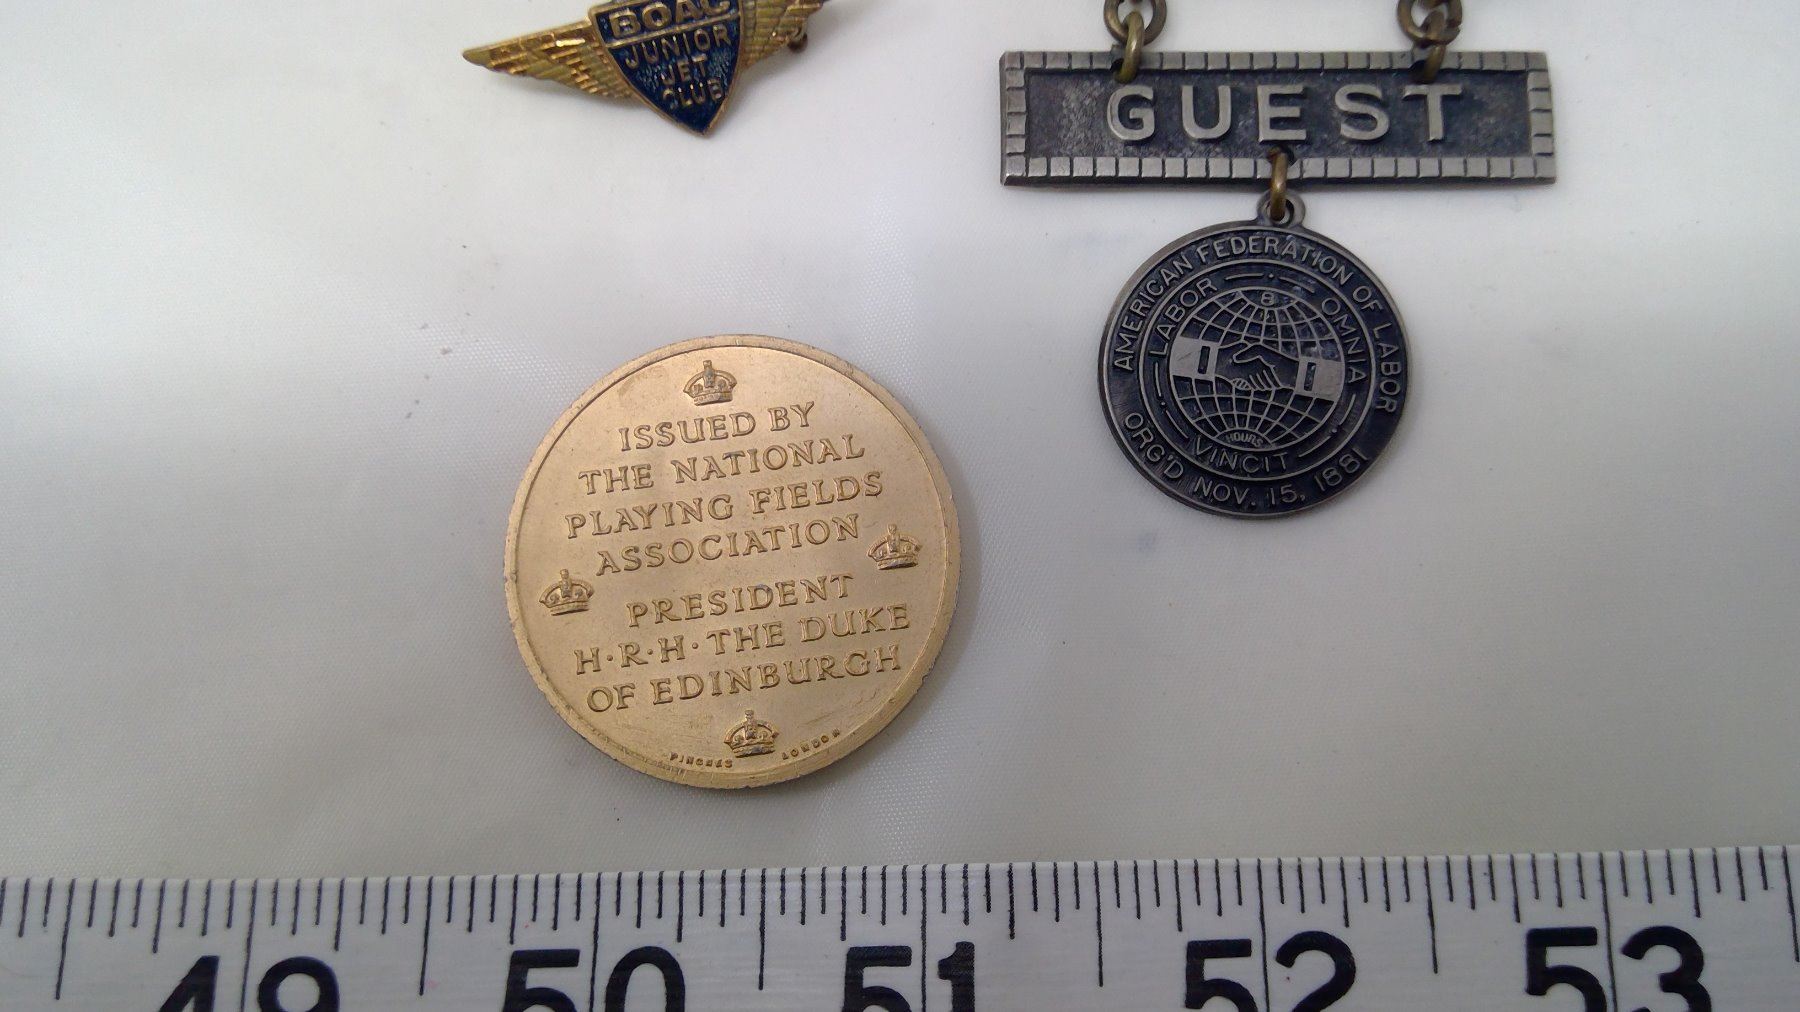 BOAC
JUNIOR
JET
CLUB
GUEST
AMERICAN FEDERATION OF LABOR
LABOR OMNIA
VINCIT
8
HOURS
ORG'D NOV. 15, 1881
ISSUED BY
THE NATIONAL
PLAYING FIELDS
ASSOCIATION
PRESIDENT
H·R·H·THE DUKE
OF EDINBURGH
PINCHES LONDON
49 50 51 52 53